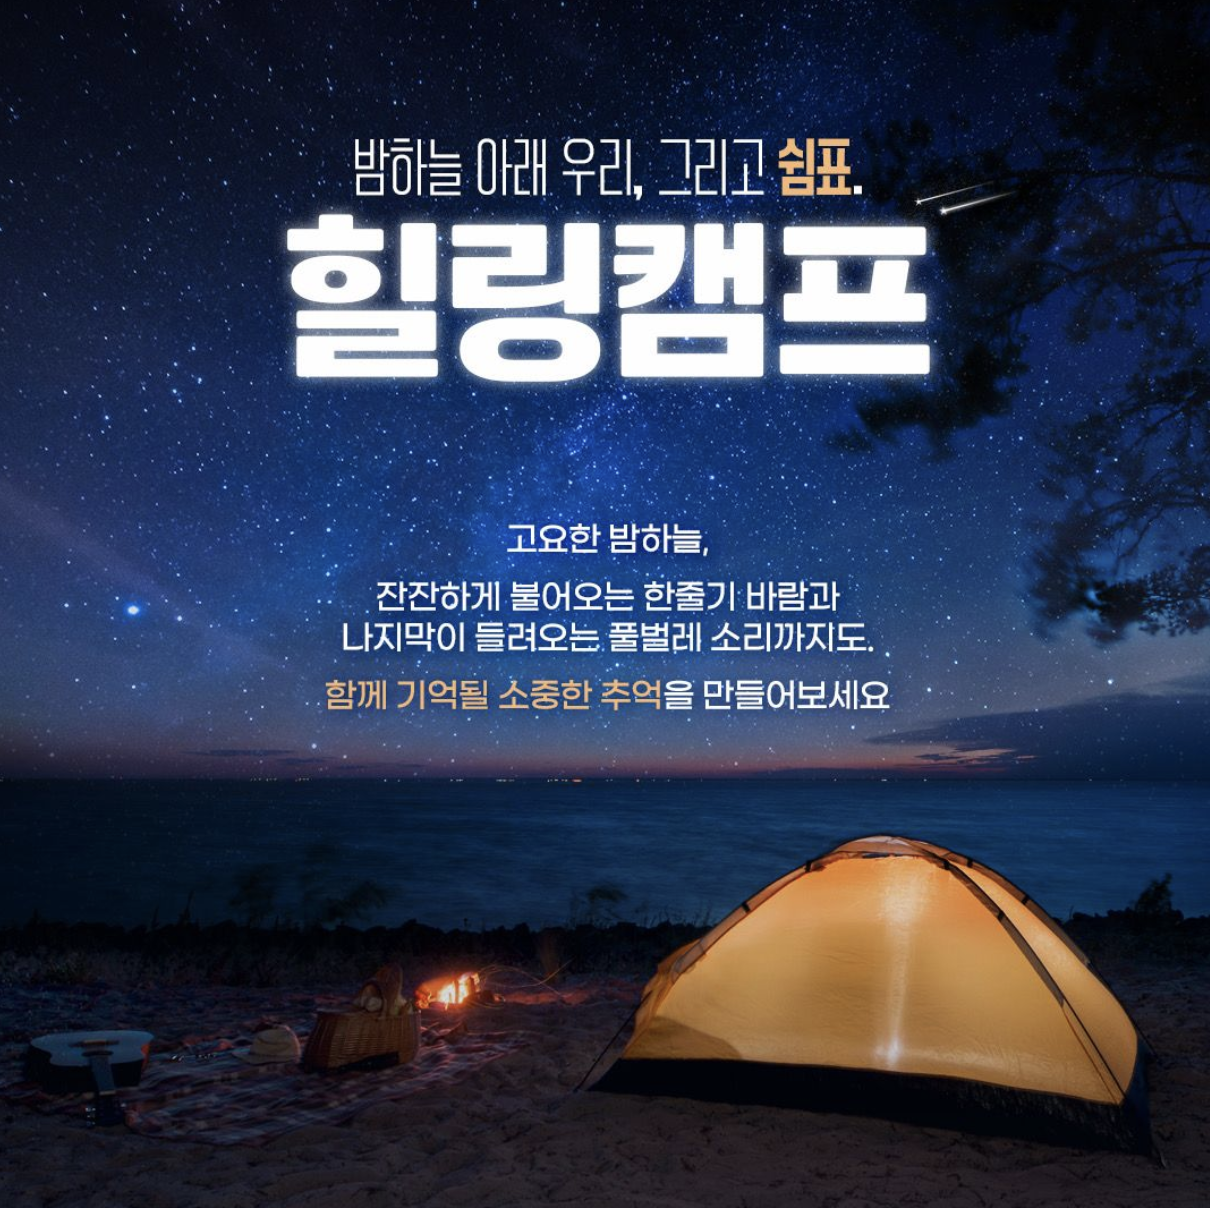 밤하늘 아래 우리, 그리고 쉼표.
힐링캠프
고요한 밤하늘,
잔잔하게 불어오는 한줄기 바람과
나지막이 들려오는 풀벌레 소리까지도.
함께 기억될 소중한 추억을 만들어보세요